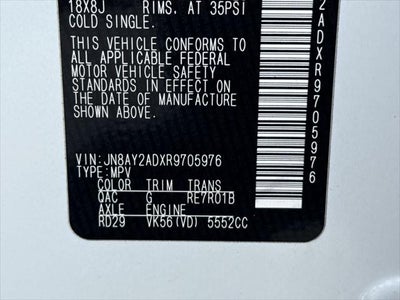 18X8J RIMS. AT 35PSI
COLD SINGLE.
THIS VEHICLE CONFORMS TO
ALL APPLICABLE FEDERAL
MOTOR VEHICLE SAFETY
STANDARDS IN EFFECT ON
THE DATE OF MANUFACTURE
SHOWN ABOVE.
VIN:JN8AY2ADXR9705976
TYPE:MPV
COLOR TRIM TRANS
QAC G RE7R01B
AXLE ENGINE
RD29 VK56(VD) 5552CC
2ADXR9705976